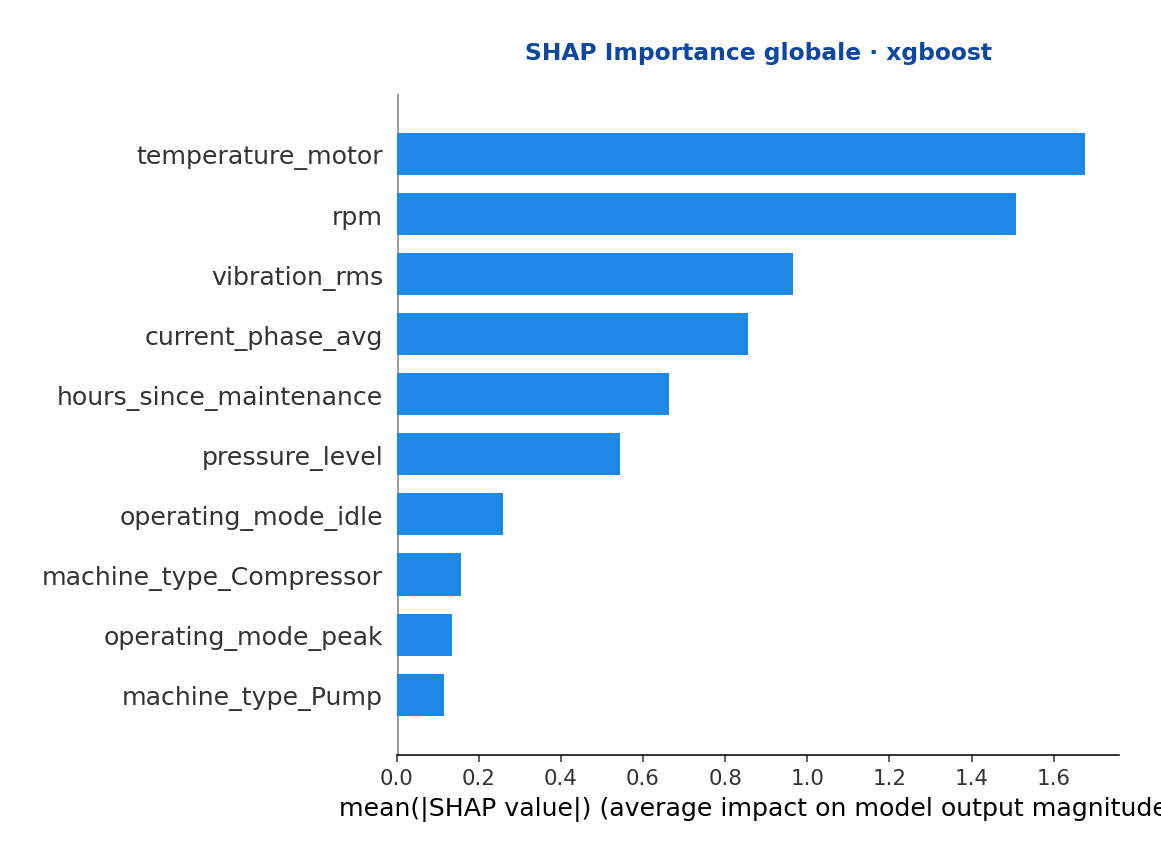 SHAP Importance globale · xgboost
temperature_motor
rpm
vibration_rms
current_phase_avg
hours_since_maintenance
pressure_level
operating_mode_idle
machine_type_Compressor
operating_mode_peak
machine_type_Pump
0.0 0.2 0.4 0.6 0.8 1.0 1.2 1.4 1.6
mean(|SHAP value|) (average impact on model output magnitude